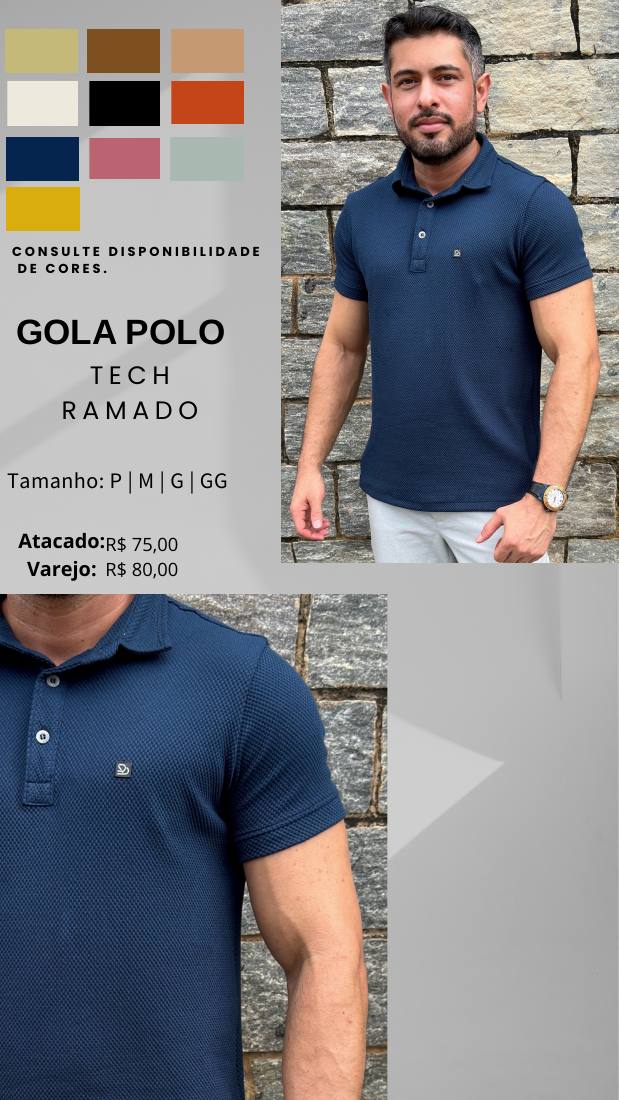 CONSULTE DISPONIBILIDADE
DE CORES.
GOLA POLO
TECH
RAMADO
Tamanho: P | M | G | GG
Atacado: R$ 75,00
Varejo: R$ 80,00